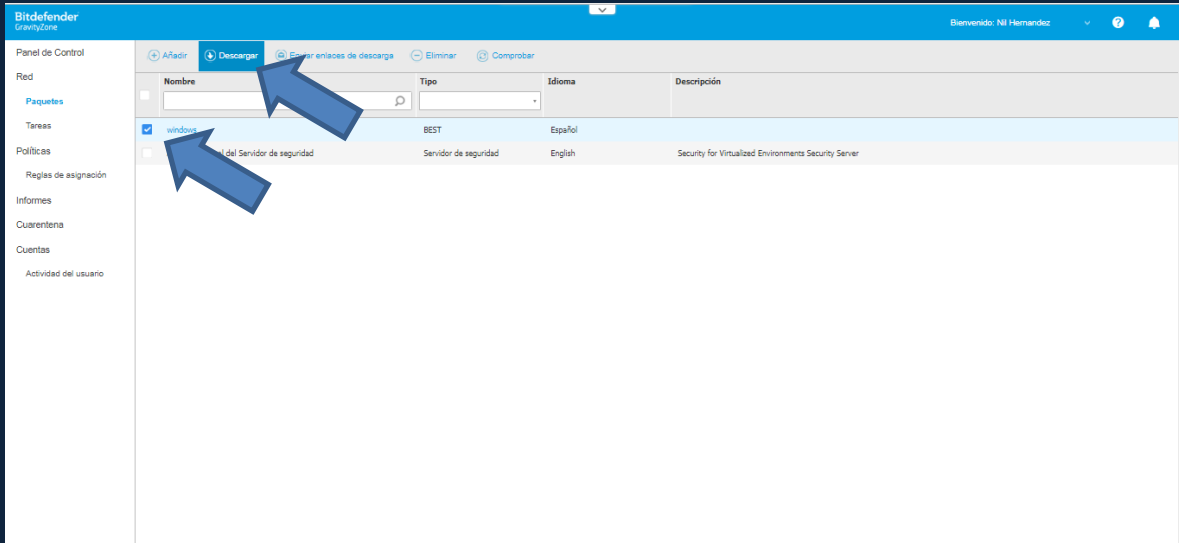 Bitdefender
GravityZone
Bienvenido: Nil Hernandez
Panel de Control
Red
Paquetes
Tareas
Políticas
Reglas de asignación
Informes
Cuarentena
Cuentas
Actividad del usuario
Añadir Descargar Enviar enlaces de descarga Eliminar Comprobar
Nombre Tipo Idioma Descripción
windows BEST Español
del Servidor de seguridad Servidor de seguridad English Security for Virtualized Environments Security Server